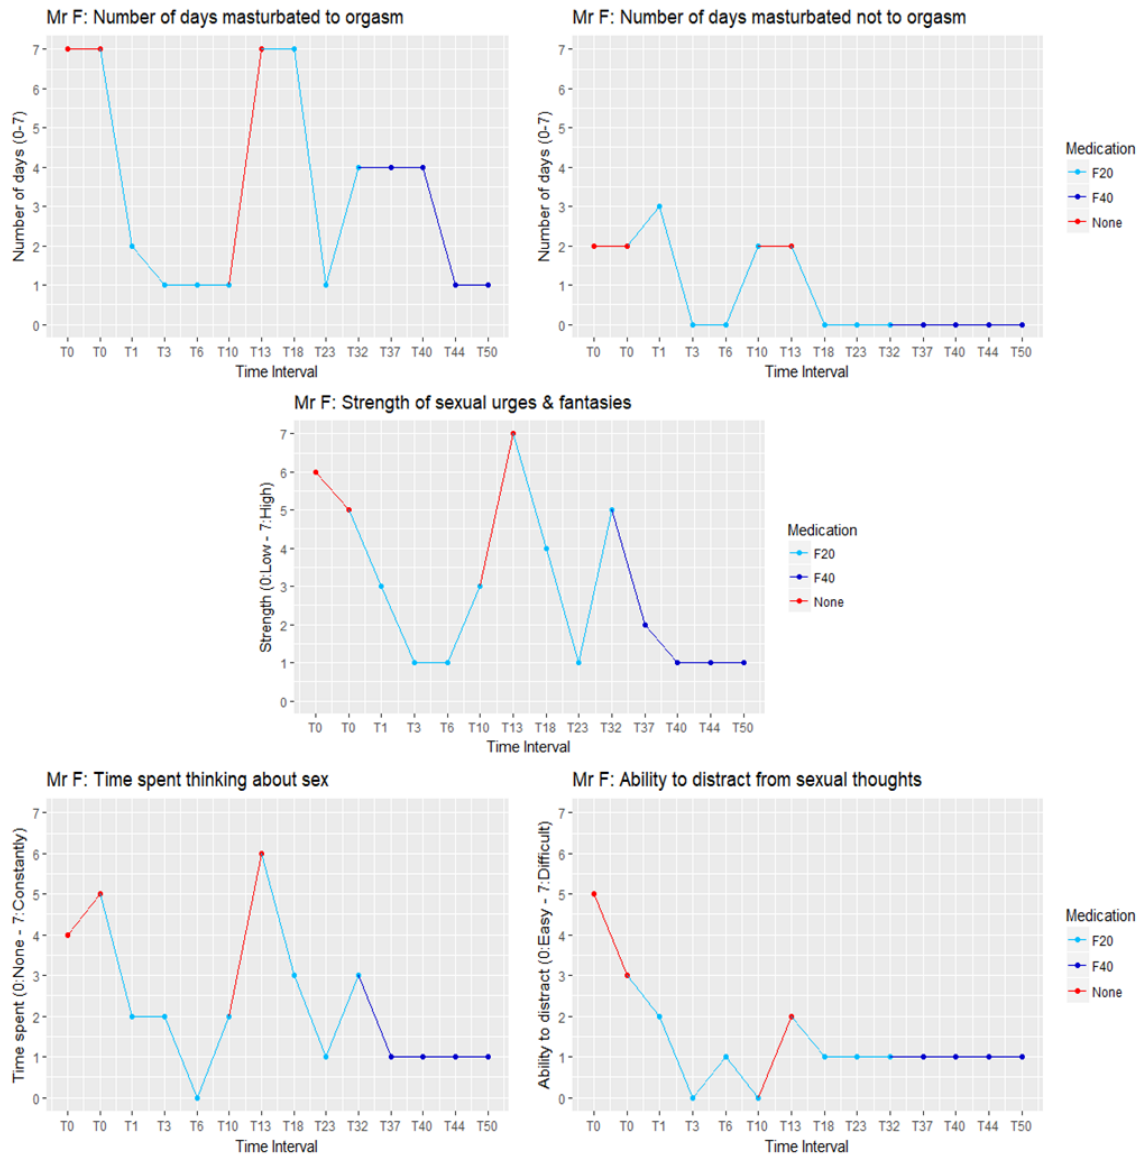 Mr F: Number of days masturbated to orgasm
Number of days (0-7)
7
6
5
4
3
2
1
0
T0 T0 T1 T3 T6 T10 T13 T18 T23 T32 T37 T40 T44 T50
Time Interval
Mr F: Number of days masturbated not to orgasm
Number of days (0-7)
7
6
5
4
3
2
1
0
T0 T0 T1 T3 T6 T10 T13 T18 T23 T32 T37 T40 T44 T50
Time Interval
Medication
F20
F40
None
Mr F: Strength of sexual urges & fantasies
Strength (0:Low - 7:High)
7
6
5
4
3
2
1
0
T0 T0 T1 T3 T6 T10 T13 T18 T23 T32 T37 T40 T44 T50
Time Interval
Medication
F20
F40
None
Mr F: Time spent thinking about sex
Time spent (0:None - 7:Constantly)
7
6
5
4
3
2
1
0
T0 T0 T1 T3 T6 T10 T13 T18 T23 T32 T37 T40 T44 T50
Time Interval
Mr F: Ability to distract from sexual thoughts
Ability to distract (0:Easy - 7:Difficult)
7
6
5
4
3
2
1
0
T0 T0 T1 T3 T6 T10 T13 T18 T23 T32 T37 T40 T44 T50
Time Interval
Medication
F20
F40
None